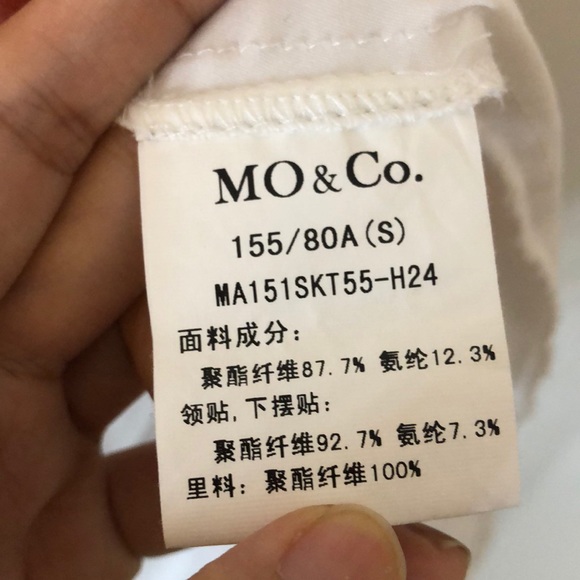 MO&Co.
155/80A(S)
MA151SKT55-H24
面料成分:
聚酯纤维87.7% 氨纶12.3%
领贴,下摆贴:
聚酯纤维92.7% 氨纶7.3%
里料: 聚酯纤维100%